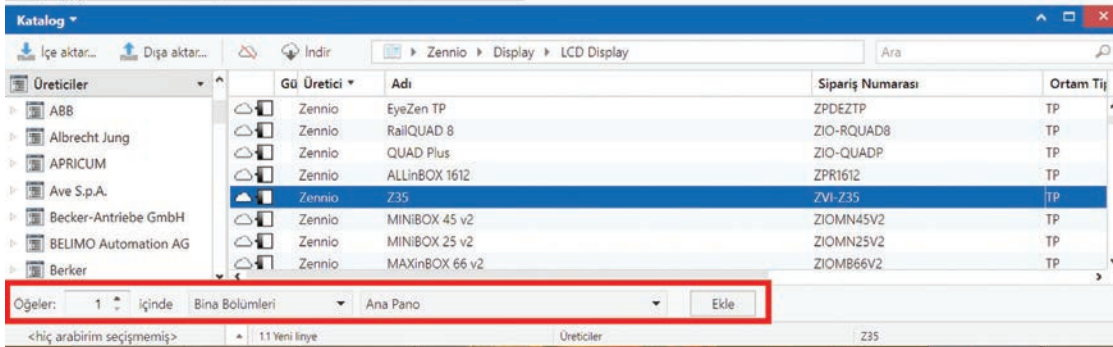 Katalog
İçe aktar... Dışa aktar... İndir Zennio Display LCD Display Ara
Üreticiler Gü Üretici Adı Sipariş Numarası Ortam Tip
ABB Zennio EyeZen TP ZPDEZTP TP
Albrecht Jung Zennio RailQUAD 8 ZIO-RQUAD8 TP
APRICUM Zennio QUAD Plus ZIO-QUADP TP
Zennio ALLinBOX 1612 ZPR1612 TP
Ave S.p.A. Zennio Z35 ZVI-Z35 TP
Becker-Antriebe GmbH Zennio MINiBOX 45 v2 ZIOMN45V2 TP
BELIMO Automation AG Zennio MINiBOX 25 v2 ZIOMN25V2 TP
Berker Zennio MAXinBOX 66 v2 ZIOMB66V2 TP
Öğeler: 1 içinde Bina Bölümleri Ana Pano Ekle
<hiç arabirim seçişmemiş> 1.1 Yeni linye Üreticiler Z35